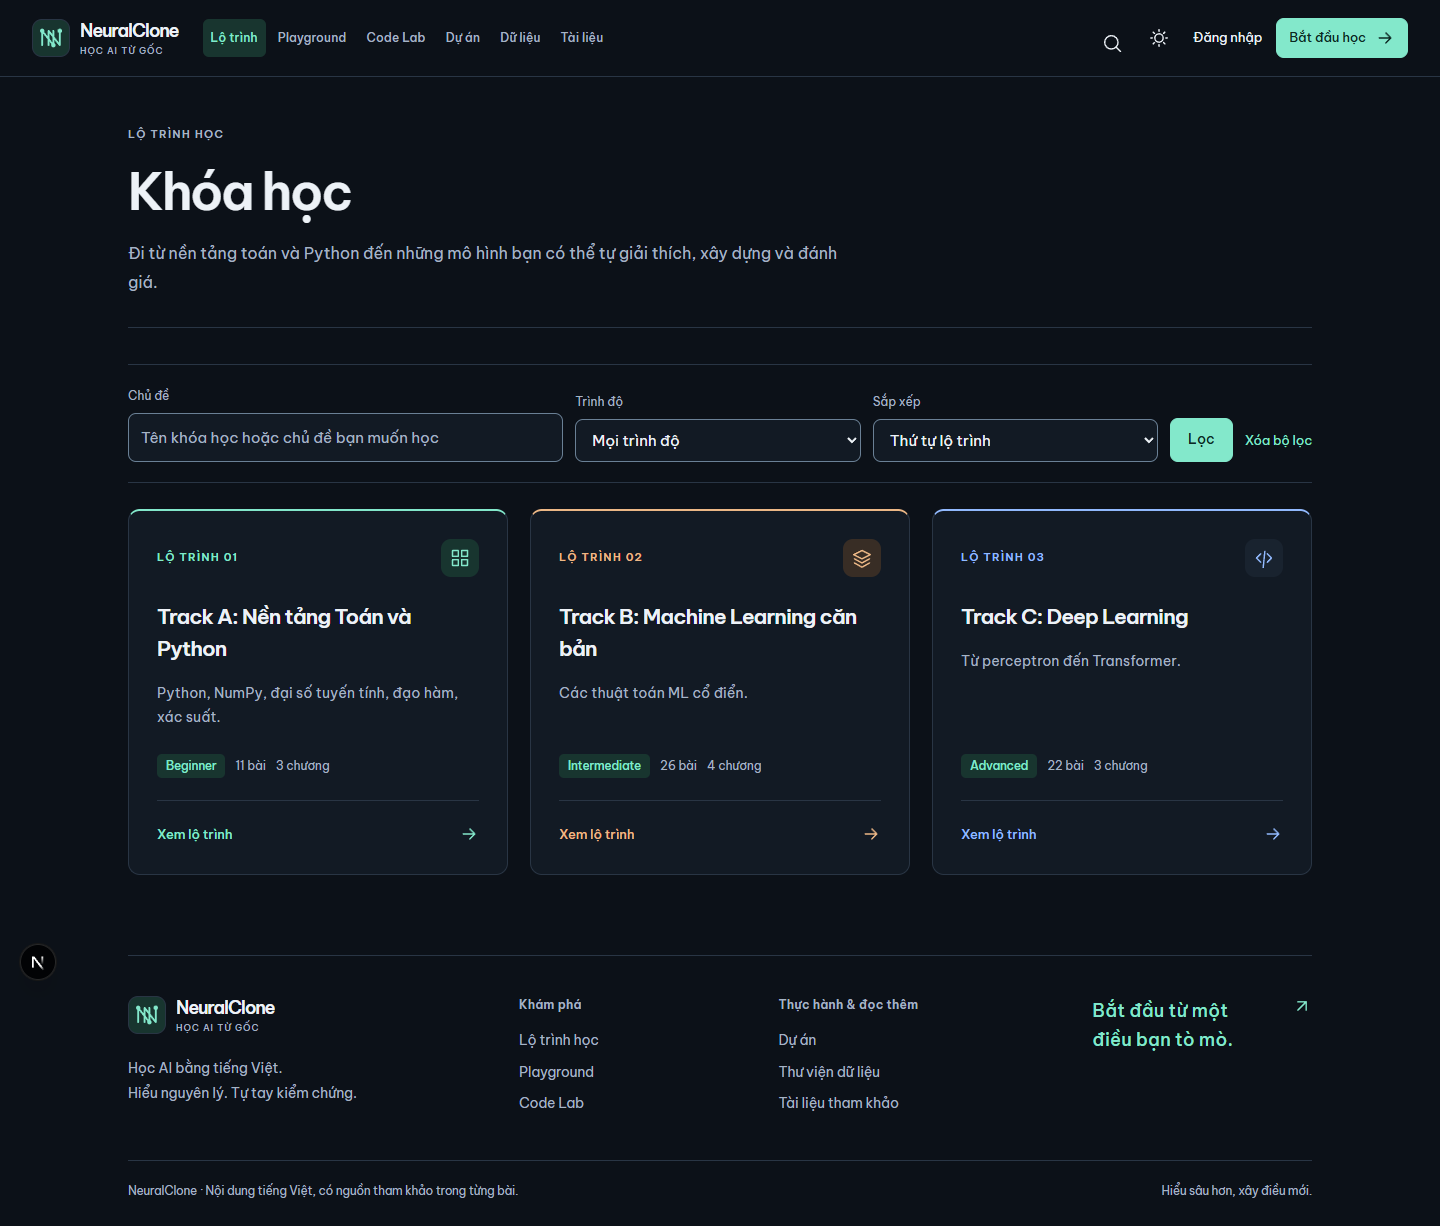 NeuralClone
HỌC AI TỪ GỐC
Lộ trình
Playground
Code Lab
Dự án
Dữ liệu
Tài liệu
Đăng nhập
Bắt đầu học
LỘ TRÌNH HỌC
Khóa học
Đi từ nền tảng toán và Python đến những mô hình bạn có thể tự giải thích, xây dựng và đánh
giá.
Chủ đề
Tên khóa học hoặc chủ đề bạn muốn học
Trình độ
Mọi trình độ
Sắp xếp
Thứ tự lộ trình
Lọc
Xóa bộ lọc
LỘ TRÌNH 01
Track A: Nền tảng Toán và
Python
Python, NumPy, đại số tuyến tính, đạo hàm,
xác suất.
Beginner
11 bài
3 chương
Xem lộ trình
LỘ TRÌNH 02
Track B: Machine Learning căn
bản
Các thuật toán ML cổ điển.
Intermediate
26 bài
4 chương
Xem lộ trình
LỘ TRÌNH 03
Track C: Deep Learning
Từ perceptron đến Transformer.
Advanced
22 bài
3 chương
Xem lộ trình
N
NeuralClone
HỌC AI TỪ GỐC
Học AI bằng tiếng Việt.
Hiểu nguyên lý. Tự tay kiểm chứng.
Khám phá
Lộ trình học
Playground
Code Lab
Thực hành & đọc thêm
Dự án
Thư viện dữ liệu
Tài liệu tham khảo
Bắt đầu từ một
điều bạn tò mò.
NeuralClone · Nội dung tiếng Việt, có nguồn tham khảo trong từng bài.
Hiểu sâu hơn, xây điều mới.